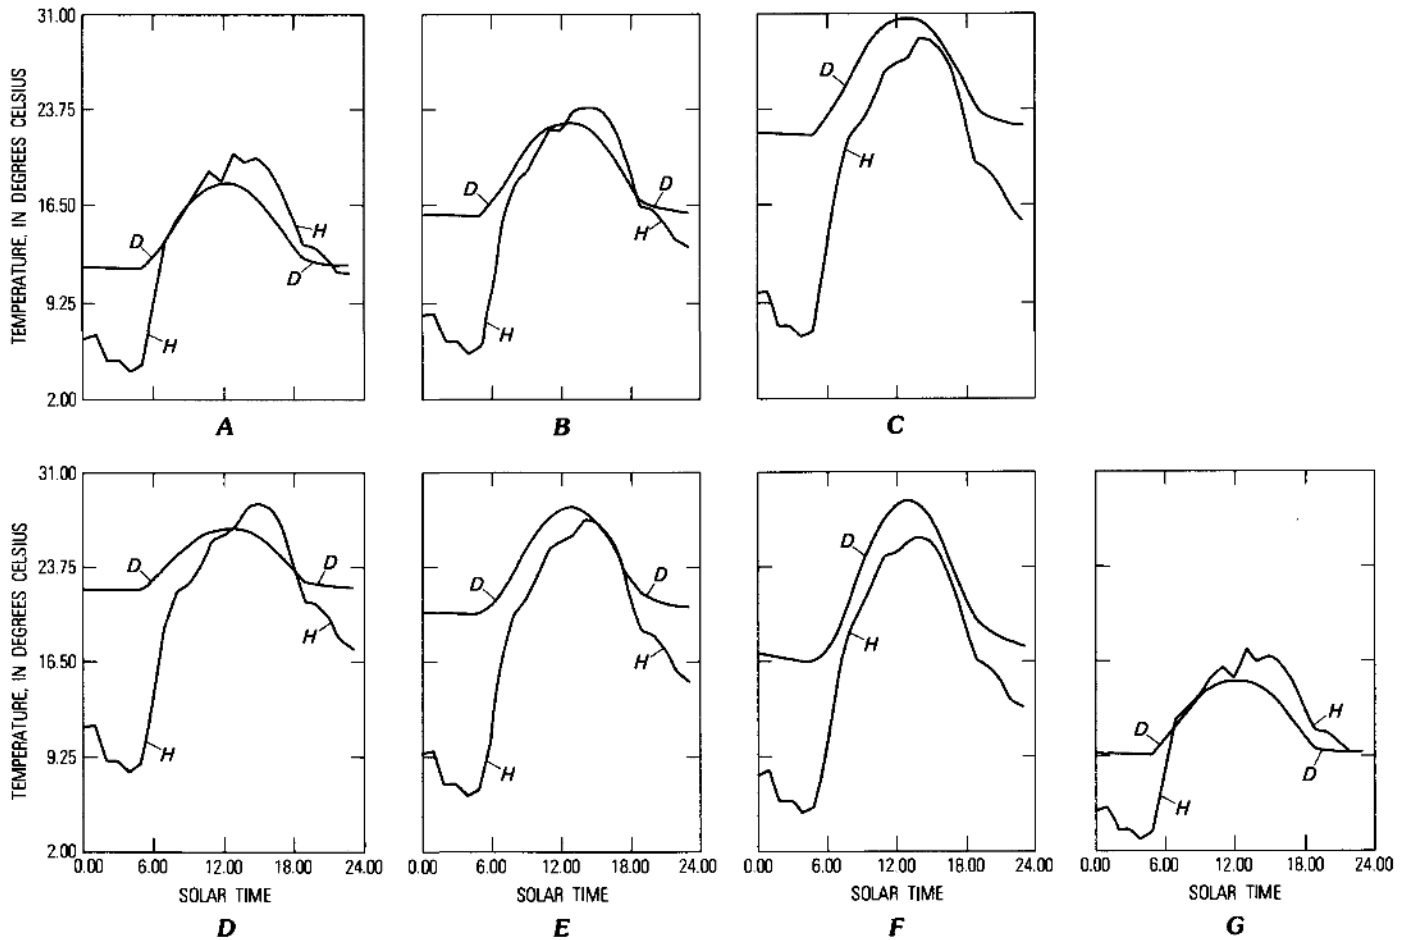 TEMPERATURE, IN DEGREES CELSIUS
31.00
23.75
16.50
9.25
2.00
D
D
H
H
A
D
D
H
H
B
D
H
C
TEMPERATURE, IN DEGREES CELSIUS
31.00
23.75
16.50
9.25
2.00
D
D
H
H
0.00 6.00 12.00 18.00 24.00
SOLAR TIME
D
D
D
H
H
0.00 6.00 12.00 18.00 24.00
SOLAR TIME
E
D
H
0.00 6.00 12.00 18.00 24.00
SOLAR TIME
F
D
H
D
H
0.00 6.00 12.00 18.00 24.00
SOLAR TIME
G